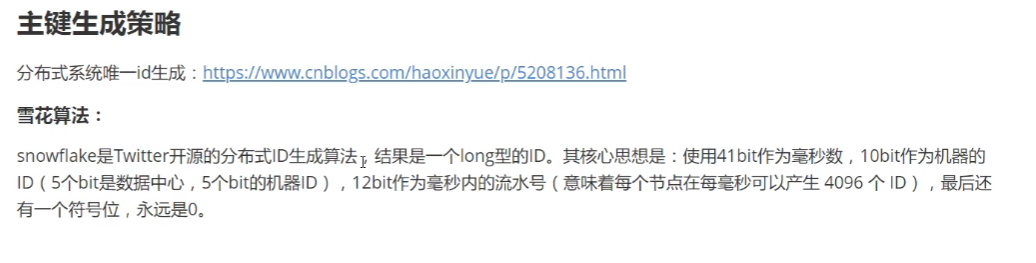 主键生成策略
分布式系统唯一id生成：https://www.cnblogs.com/haoxinyue/p/5208136.html
雪花算法：
snowflake是Twitter开源的分布式ID生成算法，结果是一个long型的ID。其核心思想是：使用41bit作为毫秒数，10bit作为机器的
ID（5个bit是数据中心，5个bit的机器ID），12bit作为毫秒内的流水号（意味着每个节点在每毫秒可以产生 4096 个 ID），最后还
有一个符号位，永远是0。